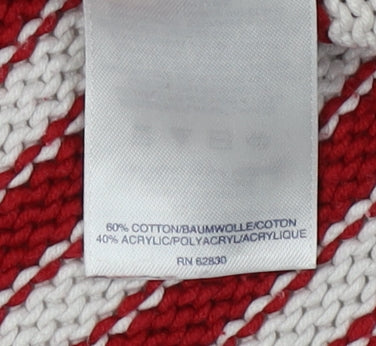 60% COTTON/BAUMWOLLE/COTON
40% ACRYLIC/POLYACRYL/ACRYLIQUE
RN 62830